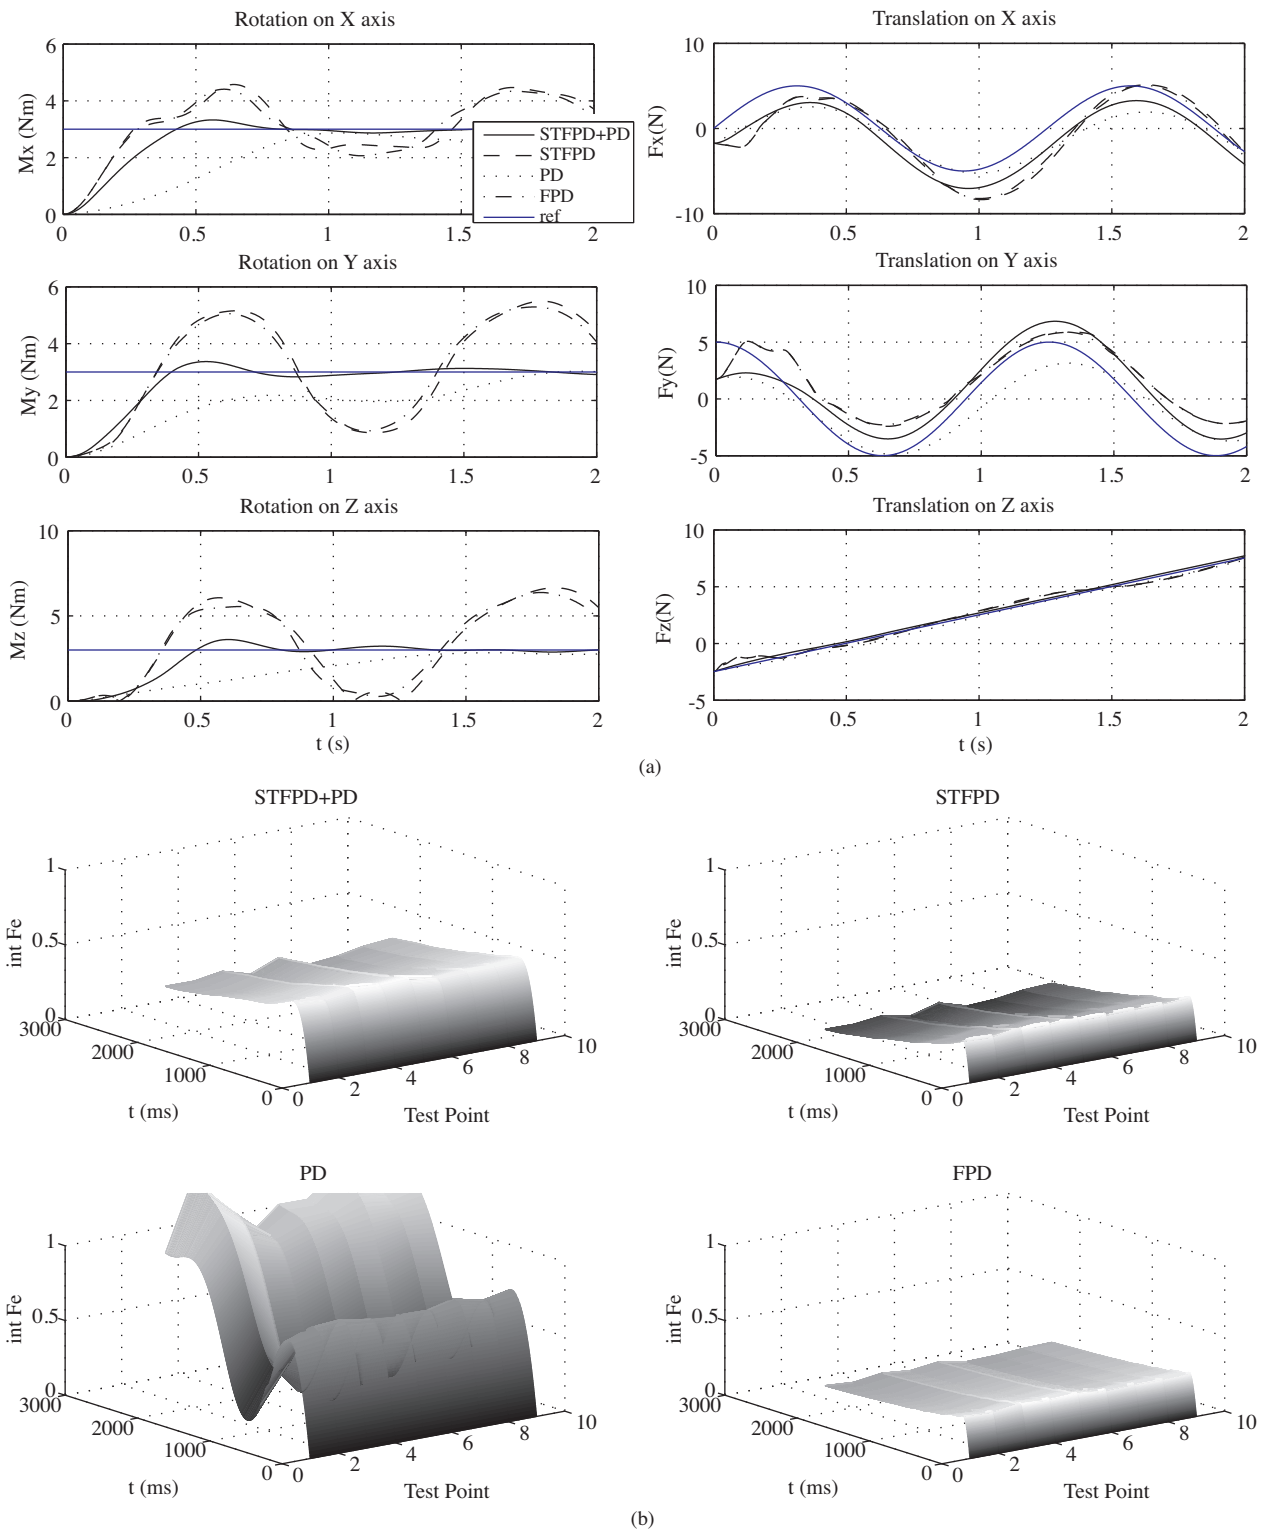 Rotation on X axis
6
4
2
0
Mx (Nm)
0
0.5
1
1.5
2
STFPD+PD
STFPD
PD
FPD
ref
Translation on X axis
10
0
-10
Fx(N)
0
0.5
1
1.5
2
Rotation on Y axis
6
4
2
0
My (Nm)
0
0.5
1
1.5
2
Translation on Y axis
10
5
0
-5
Fy(N)
0
0.5
1
1.5
2
Rotation on Z axis
10
5
0
Mz (Nm)
0
0.5
1
1.5
2
t (s)
Translation on Z axis
10
5
0
-5
Fz(N)
0
0.5
1
1.5
2
t (s)
(a)
STFPD+PD
1
0.5
0
int Fe
3000
2000
1000
0
t (ms)
0
2
4
6
8
10
Test Point
STFPD
1
0.5
0
int Fe
3000
2000
1000
0
t (ms)
0
2
4
6
8
10
Test Point
PD
1
0.5
0
int Fe
3000
2000
1000
0
t (ms)
0
2
4
6
8
10
Test Point
FPD
1
0.5
0
int Fe
3000
2000
1000
0
t (ms)
0
2
4
6
8
10
Test Point
(b)